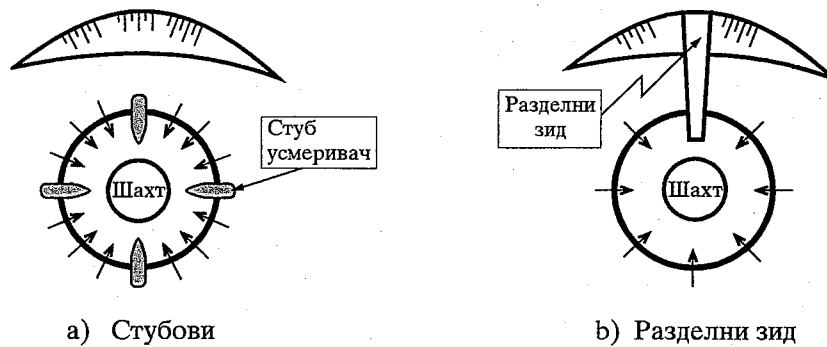 Стуб
усмеривач
Шахт
а) Стубови
Разделни
зид
Шахт
b) Разделни зид